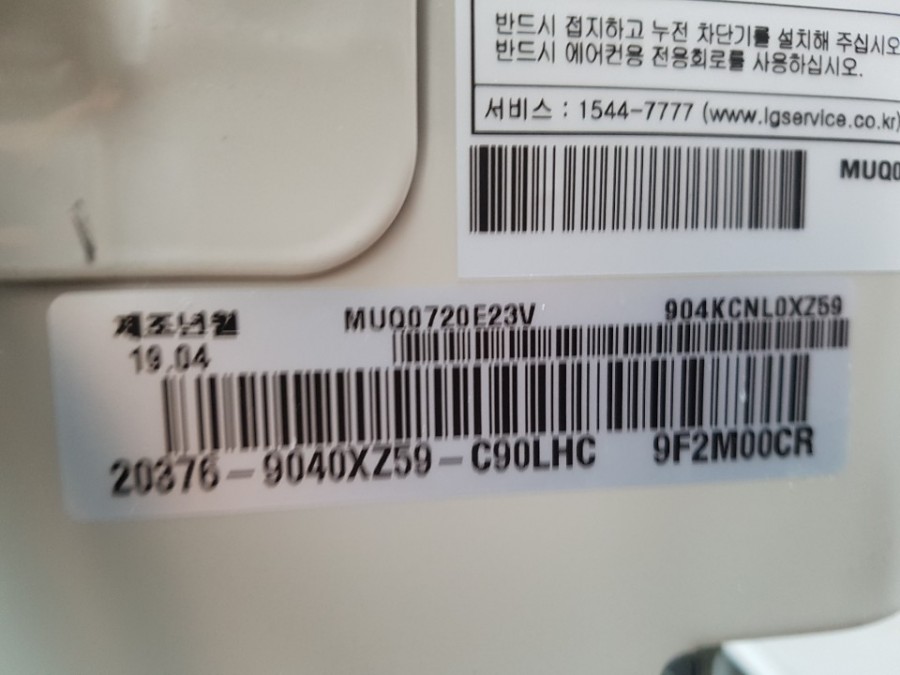 반드시 접지하고 누전 차단기를 설치해 주십시오
반드시 에어컨용 전용회로를 사용하십시오.
서비스 : 1544-7777 (www.lgservice.co.kr)
MUQ0
제조년월 MUQ0720E23V 904KCNL0XZ59
19.04
20376-9040XZ59-C90LHC 9F2M00CR